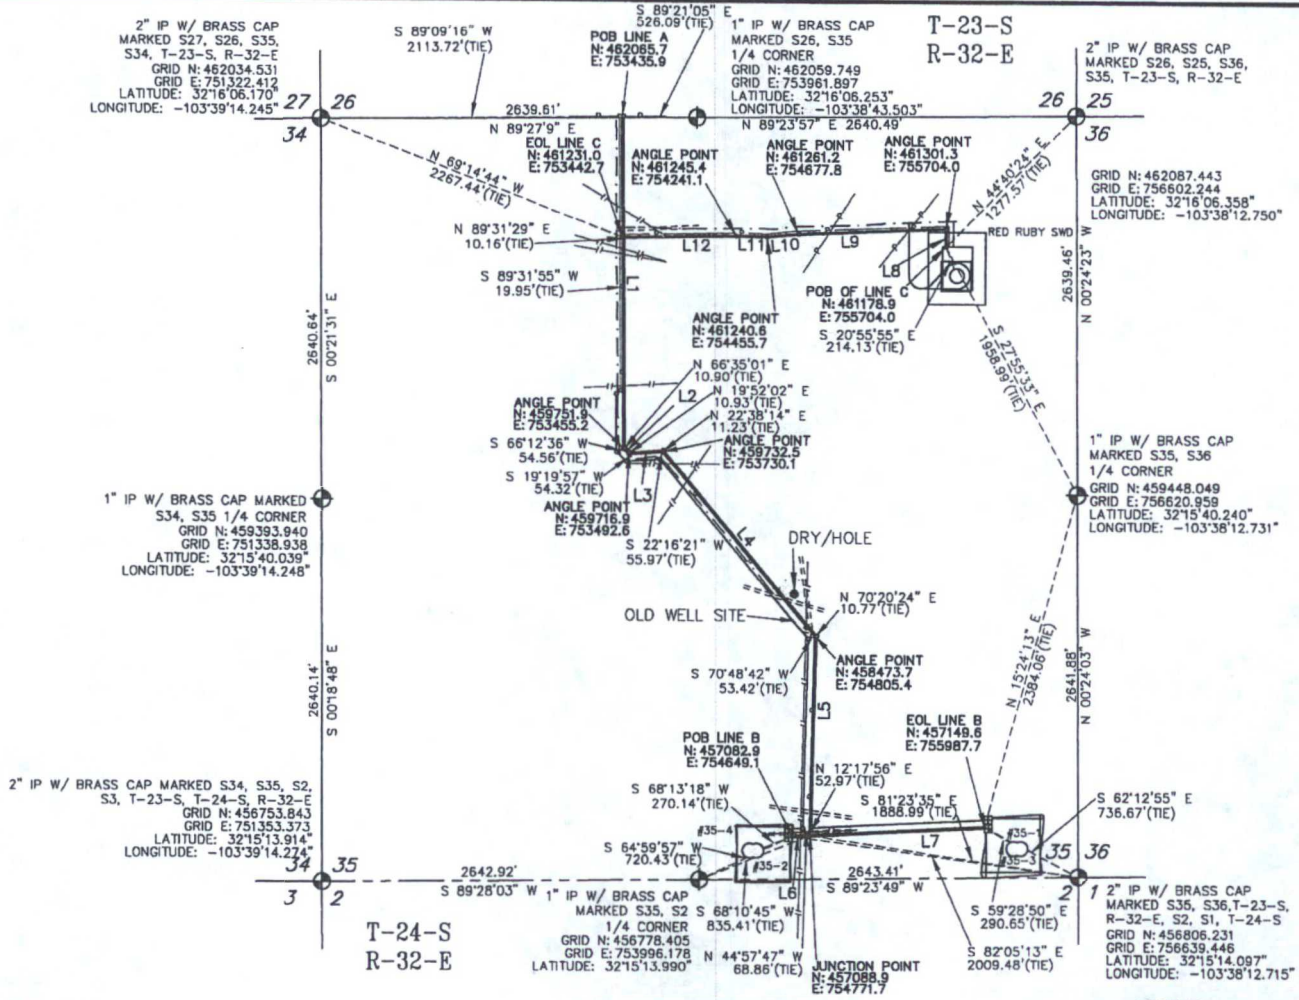 2" IP W/ BRASS CAP
MARKED S27, S26, S35,
S34, T-23-S, R-32-E
GRID N: 462034.531
GRID E: 751322.412
LATITUDE: 32°16'06.170"
LONGITUDE: -103°39'14.245"
27
26
34
S 89°09'16" W
2113.72'(TIE)
S 89°21'05" E
526.09'(TIE)
POB LINE A
N: 462065.7
E: 753435.9
1" IP W/ BRASS CAP
MARKED S26, S35
1/4 CORNER
GRID N: 462059.749
GRID E: 753961.897
LATITUDE: 32°16'06.253"
LONGITUDE: -103°38'43.503"
T-23-S
R-32-E
2" IP W/ BRASS CAP
MARKED S26, S25, S36,
S35, T-23-S, R-32-E
26
25
36
2639.61'
N 89°27'9" E
N 89°23'57" E 2640.49'
EOL LINE C
N: 461231.0
E: 753442.7
ANGLE POINT
N: 461245.4
E: 754241.1
ANGLE POINT
N: 461261.2
E: 754677.8
ANGLE POINT
N: 461301.3
E: 755704.0
N 44°40'24" E
1277.57'(TIE)
GRID N: 462087.443
GRID E: 756602.244
LATITUDE: 32°16'06.358"
LONGITUDE: -103°38'12.750"
N 69°14'44" W
2267.44'(TIE)
N 89°31'29" E
10.16'(TIE)
L12
L11
L10
L9
L8
RED RUBY SWD
S 89°31'55" W
19.95'(TIE)
L1
POB OF LINE C
N: 461178.9
E: 755704.0
S 20°55'55" E
214.13'(TIE)
ANGLE POINT
N: 461240.6
E: 754455.7
2640.64'
S 00°21'31" E
2639.46'
N 00°24'23" W
S 27°55'33" E
1958.99'(TIE)
N 66°35'01" E
10.90'(TIE)
L2
N 19°52'02" E
10.93'(TIE)
N 22°38'14" E
11.23'(TIE)
ANGLE POINT
N: 459751.9
E: 753455.2
ANGLE POINT
N: 459732.5
E: 753730.1
S 66°12'36" W
54.56'(TIE)
S 19°19'57" W
54.32'(TIE)
L3
ANGLE POINT
N: 459716.9
E: 753492.6
S 22°16'21" W
55.97'(TIE)
L4
1" IP W/ BRASS CAP MARKED
S34, S35 1/4 CORNER
GRID N: 459393.940
GRID E: 751338.938
LATITUDE: 32°15'40.039"
LONGITUDE: -103°39'14.248"
1" IP W/ BRASS CAP
MARKED S35, S36
1/4 CORNER
GRID N: 459448.049
GRID E: 756620.959
LATITUDE: 32°15'40.240"
LONGITUDE: -103°38'12.731"
DRY/HOLE
OLD WELL SITE
N 70°20'24" E
10.77'(TIE)
S 70°48'42" W
53.42'(TIE)
ANGLE POINT
N: 458473.7
E: 754805.4
L5
2640.14'
S 00°18'48" E
N 15°24'13" E
2384.06'(TIE)
2641.88'
N 00°24'03" W
POB LINE B
N: 457082.9
E: 754649.1
EOL LINE B
N: 457149.6
E: 755987.7
N 12°17'56" E
52.97'(TIE)
S 68°13'18" W
270.14'(TIE)
S 81°23'35" E
1888.99'(TIE)
S 62°12'55" E
736.67'(TIE)
2" IP W/ BRASS CAP MARKED S34, S35, S2,
S3, T-23-S, T-24-S, R-32-E
GRID N: 456753.843
GRID E: 751353.373
LATITUDE: 32°15'13.914"
LONGITUDE: -103°39'14.274"
34
35
3
2
#35-4
#35-2
S 64°59'57" W
720.43'(TIE)
L7
#35-1
#35-3
35
36
2
1
2642.92'
S 89°28'03" W
L6
2643.41'
S 89°23'49" W
1" IP W/ BRASS CAP
MARKED S35, S2
1/4 CORNER
GRID N: 456778.405
GRID E: 753996.178
LATITUDE: 32°15'13.990"
S 68°10'45" W
835.41'(TIE)
N 44°57'47" W
68.86'(TIE)
JUNCTION POINT
N: 457088.9
E: 754771.7
S 59°28'50" E
290.65'(TIE)
S 82°05'13" E
2009.48'(TIE)
2" IP W/ BRASS CAP
MARKED S35, S36,T-23-S,
R-32-E, S2, S1, T-24-S
GRID N: 456806.231
GRID E: 756639.446
LATITUDE: 32°15'14.097"
LONGITUDE: -103°38'12.715"
T-24-S
R-32-E